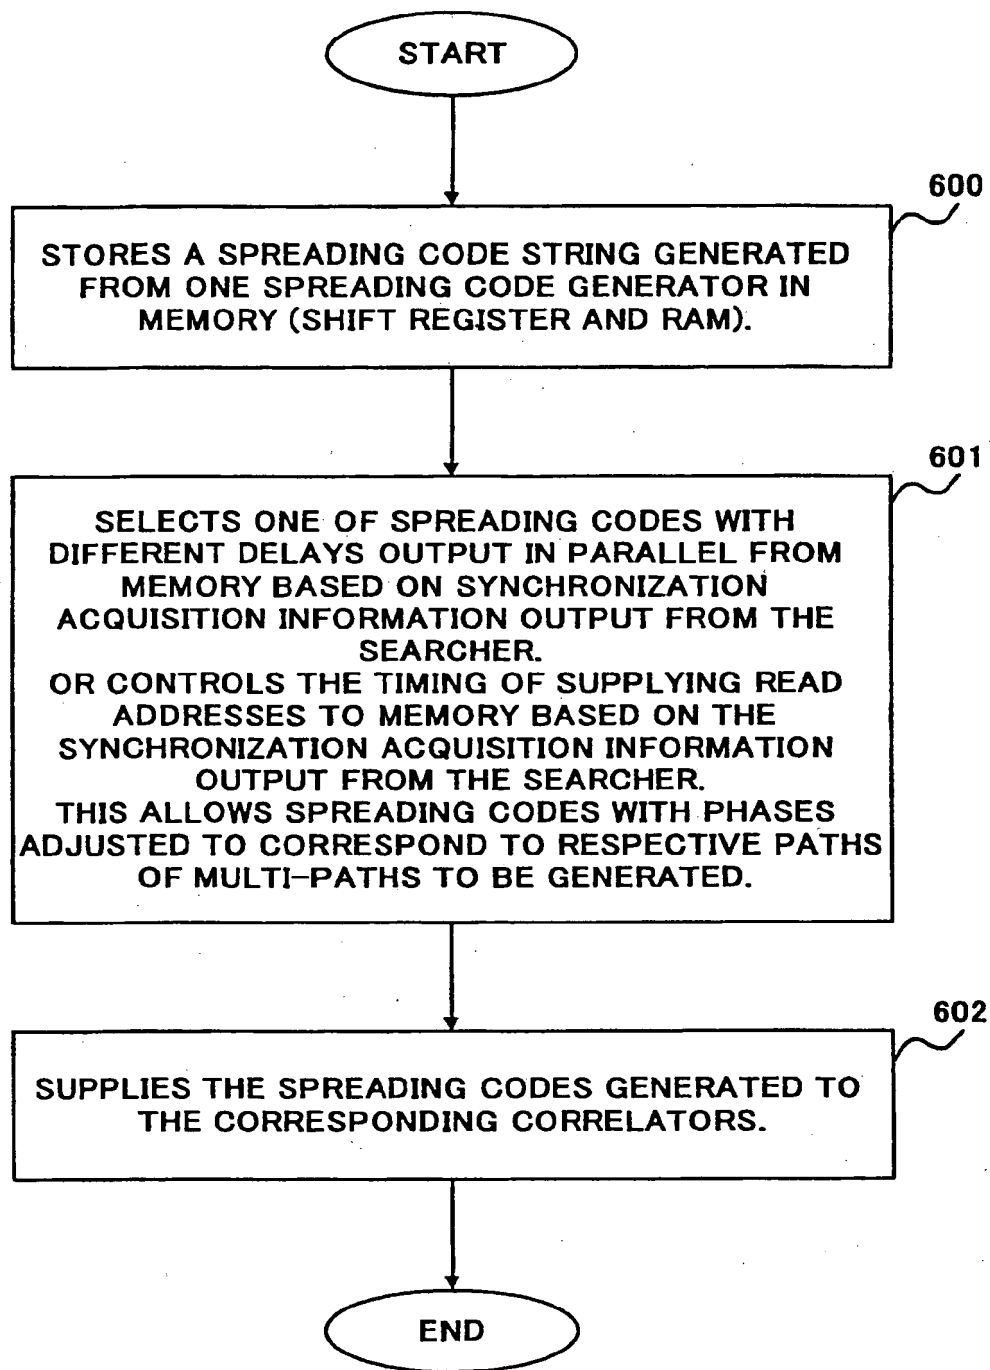 START
600
STORES A SPREADING CODE STRING GENERATED
FROM ONE SPREADING CODE GENERATOR IN
MEMORY (SHIFT REGISTER AND RAM).
601
SELECTS ONE OF SPREADING CODES WITH
DIFFERENT DELAYS OUTPUT IN PARALLEL FROM
MEMORY BASED ON SYNCHRONIZATION
ACQUISITION INFORMATION OUTPUT FROM THE
SEARCHER.
OR CONTROLS THE TIMING OF SUPPLYING READ
ADDRESSES TO MEMORY BASED ON THE
SYNCHRONIZATION ACQUISITION INFORMATION
OUTPUT FROM THE SEARCHER.
THIS ALLOWS SPREADING CODES WITH PHASES
ADJUSTED TO CORRESPOND TO RESPECTIVE PATHS
OF MULTI-PATHS TO BE GENERATED.
602
SUPPLIES THE SPREADING CODES GENERATED TO
THE CORRESPONDING CORRELATORS.
END